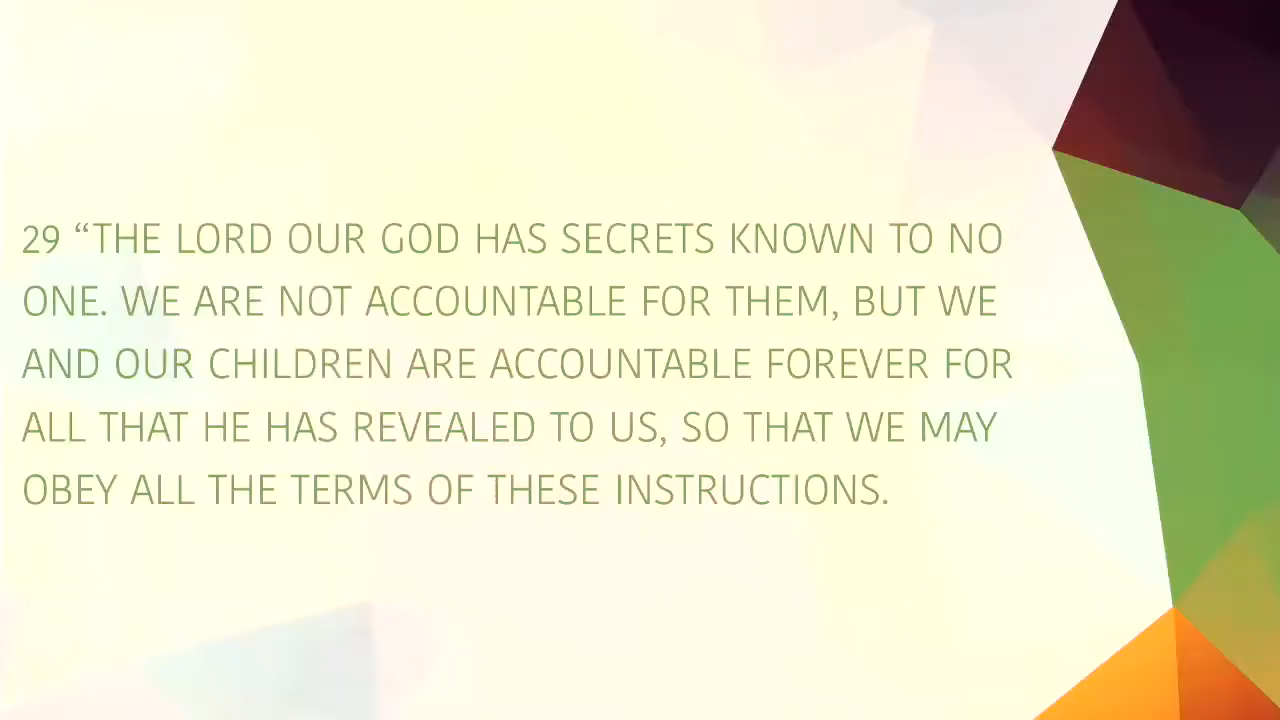 29 “THE LORD OUR GOD HAS SECRETS KNOWN TO NO
ONE. WE ARE NOT ACCOUNTABLE FOR THEM, BUT WE
AND OUR CHILDREN ARE ACCOUNTABLE FOREVER FOR
ALL THAT HE HAS REVEALED TO US, SO THAT WE MAY
OBEY ALL THE TERMS OF THESE INSTRUCTIONS.